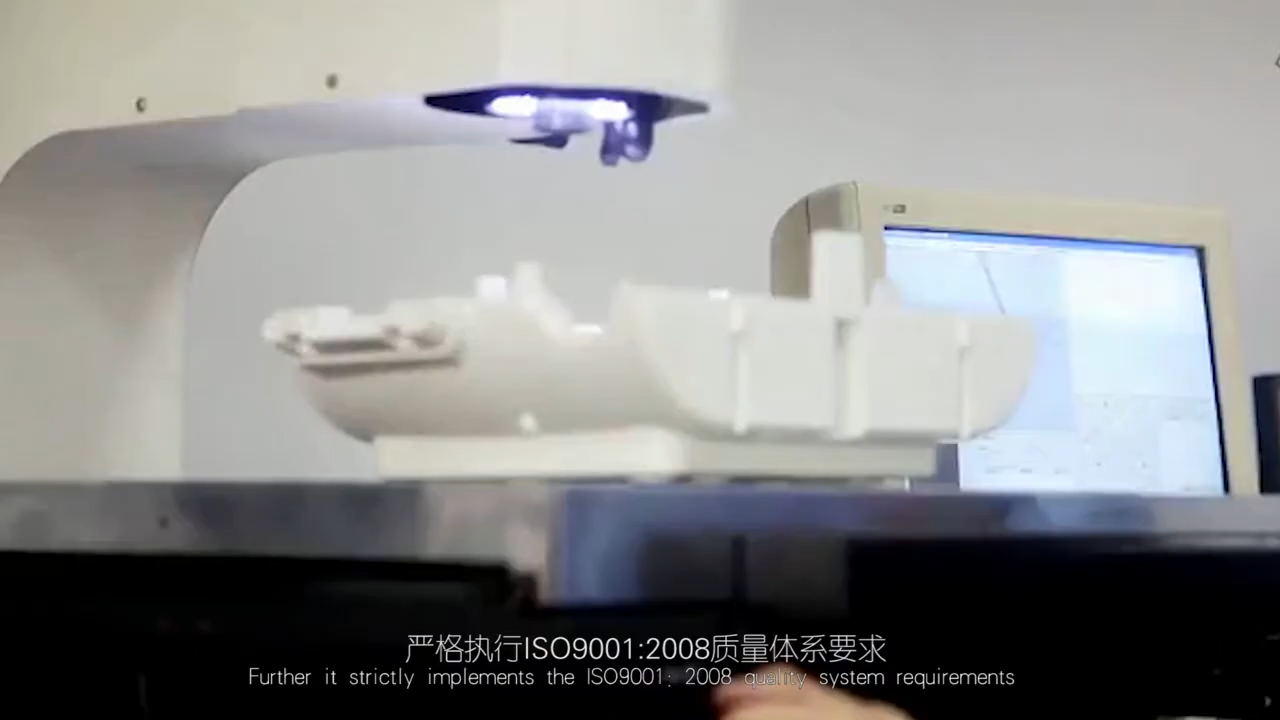 严格执行ISO9001:2008质量体系要求
Further it strictly implements the ISO9001: 2008 quality system requirements